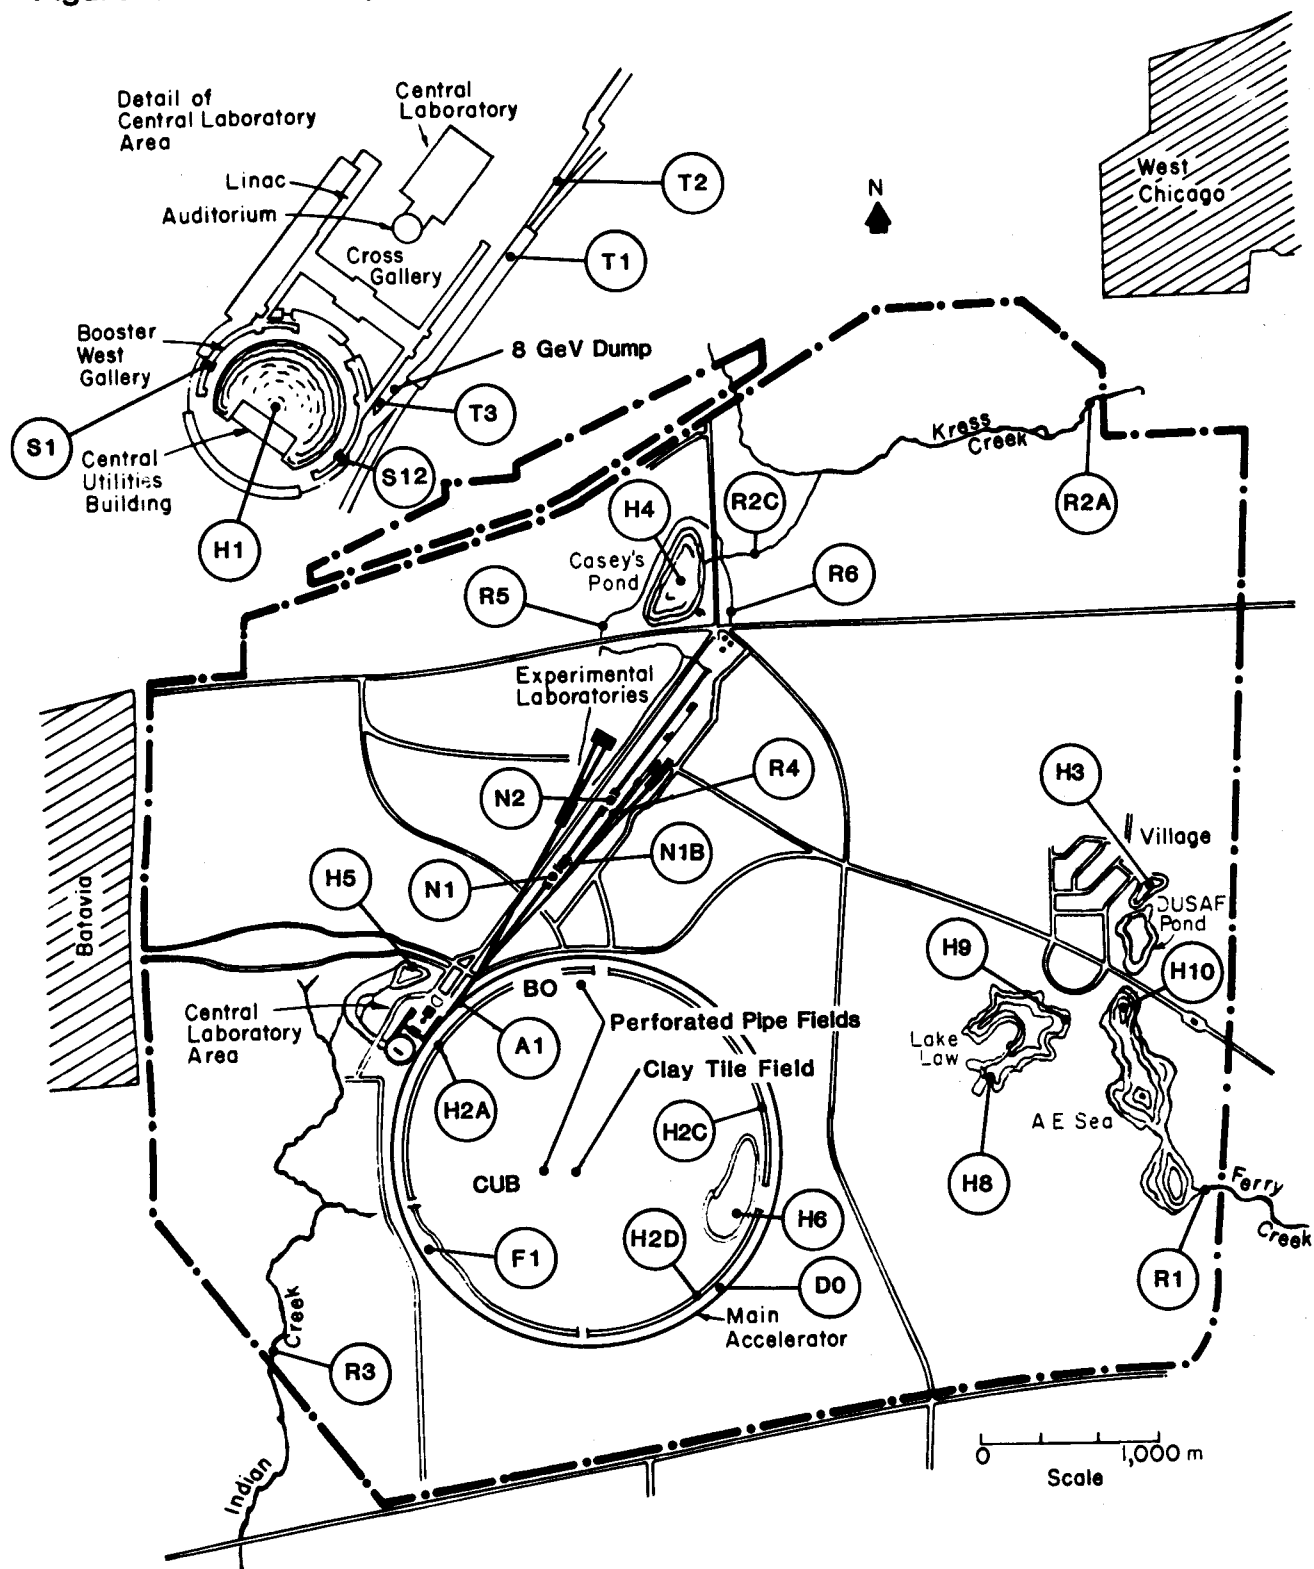 Detail of
Central Laboratory
Area
Central
Laboratory
Linac
Auditorium
Cross
Gallery
T2
T1
N
West
Chicago
Booster
West
Gallery
8 GeV Dump
T3
S1
S12
Central
Utilities
Building
H1
Kress
Creek
R2A
H4
R2C
Casey's
Pond
R5
R6
Experimental
Laboratories
N2
R4
H3
N1B
Village
H5
N1
Batavia
DUSAF
Pond
H9
H10
BO
Central
Laboratory
Area
A1
Perforated Pipe Fields
Lake
Law
Clay Tile Field
H2A
H2C
A E Sea
CUB
H8
Ferry
Creek
H6
H2D
F1
R1
D0
Main
Accelerator
R3
Creek
Indian
0 1,000 m
Scale